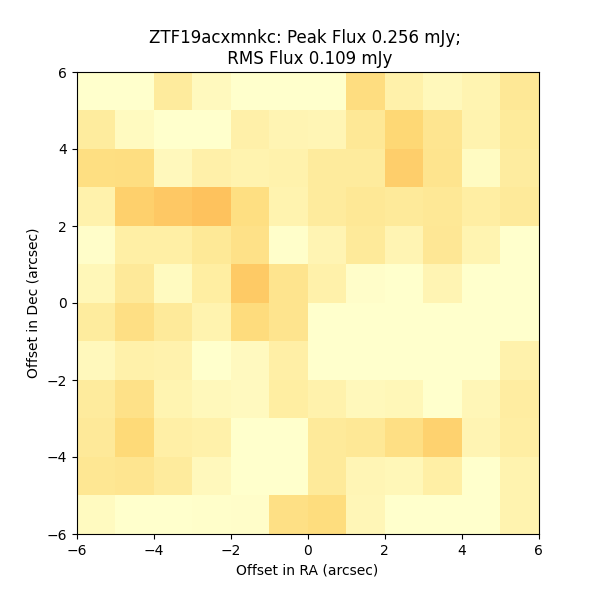 ZTF19acxmnkc: Peak Flux 0.256 mJy;
RMS Flux 0.109 mJy
6
4
2
0
−2
−4
−6
Offset in Dec (arcsec)
−6 −4 −2 0 2 4 6
Offset in RA (arcsec)